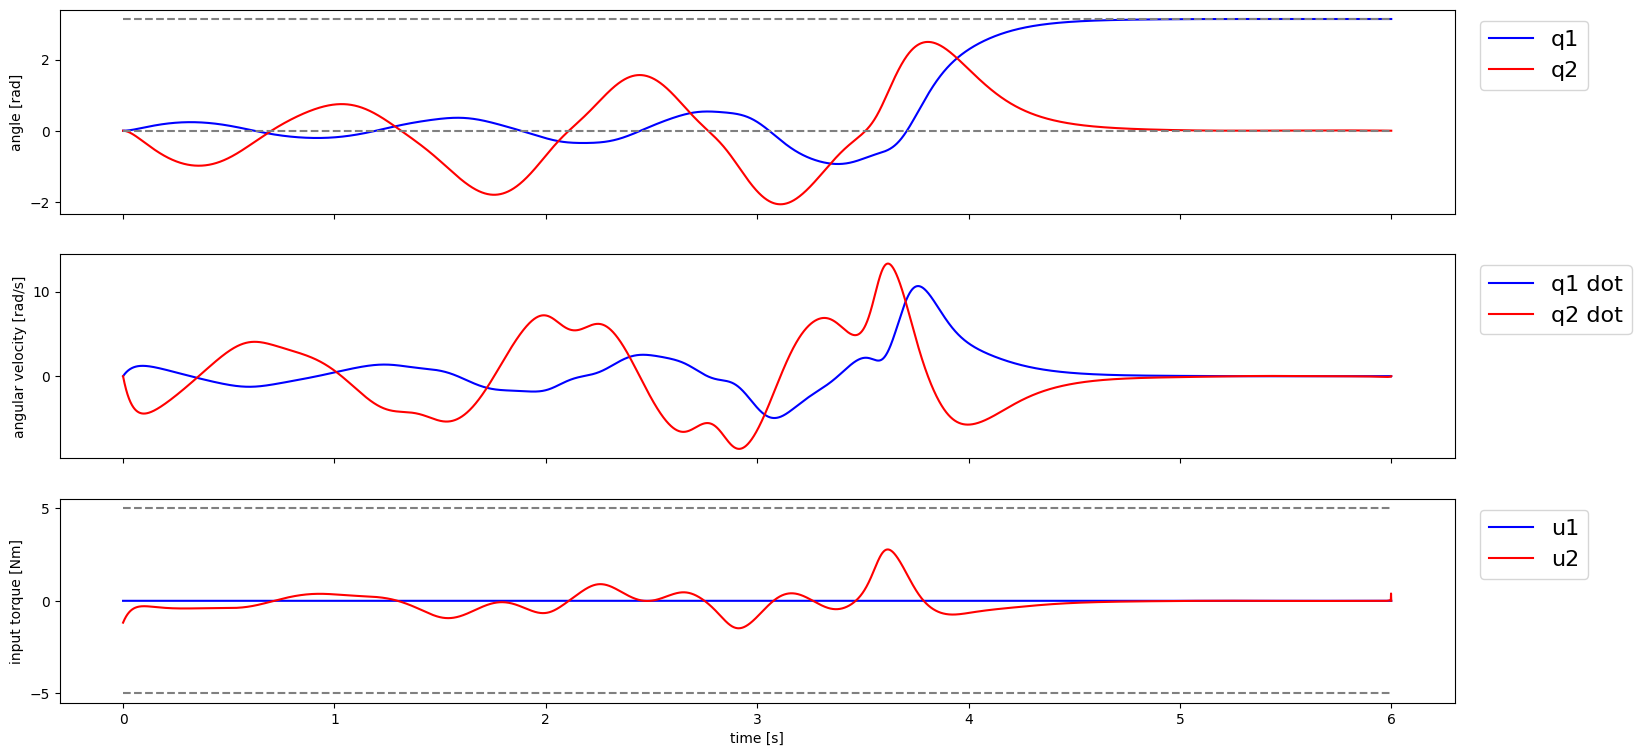 angle [rad]
2
0
−2
q1
q2
angular velocity [rad/s]
10
0
q1 dot
q2 dot
input torque [Nm]
5
0
−5
u1
u2
0 1 2 3 4 5 6
time [s]